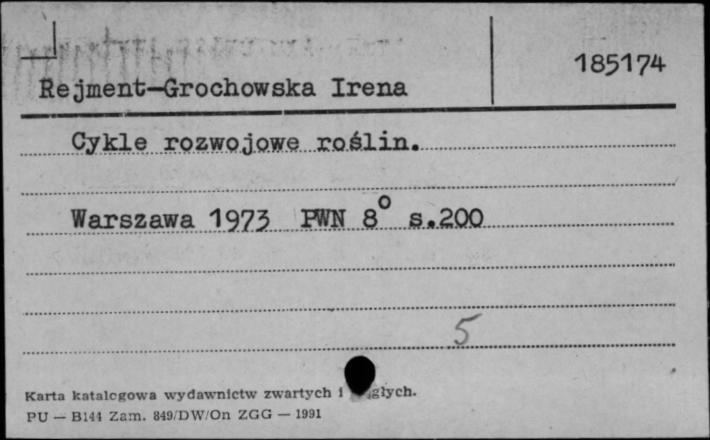 185174
Rejment-Grochowska Irena
Cykle rozwojowe roślin.
Warszawa 1973 PWN 8° s.200
5
Karta katalogowa wydawnictw zwartych i
PU — B144 Zam. 849/DW/On ZGG — 1991